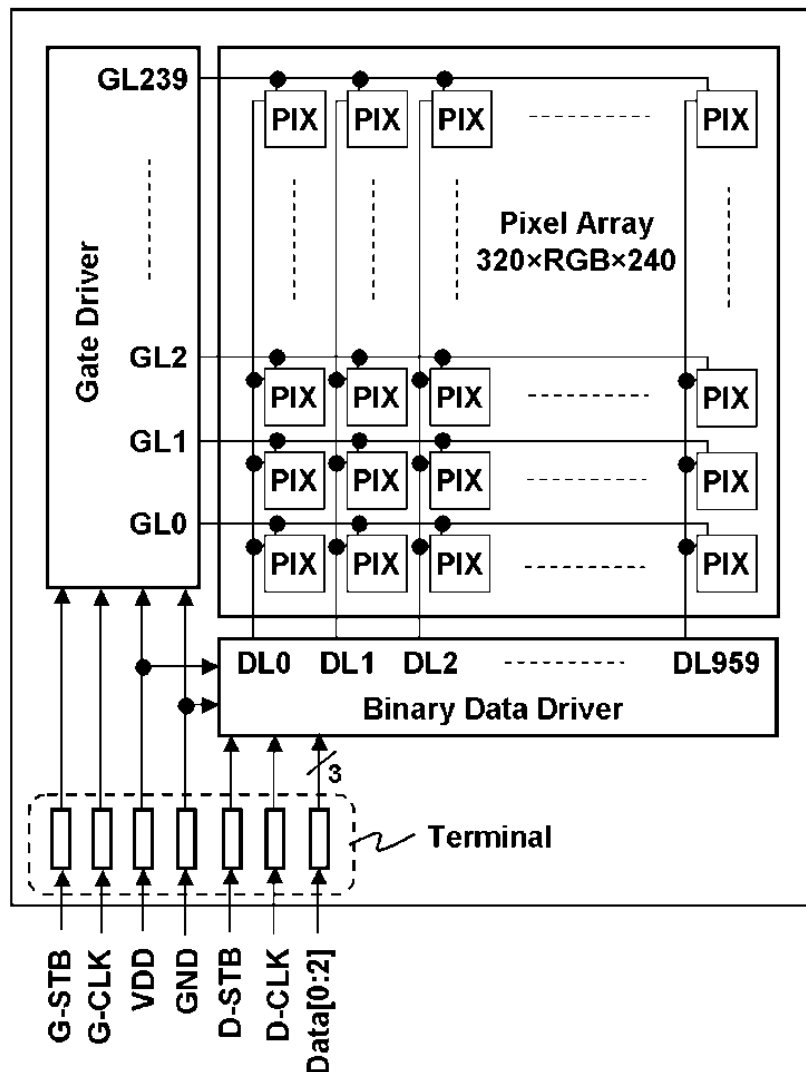 GL239
PIX PIX PIX PIX
Pixel Array
320×RGB×240
Gate Driver
GL2
PIX PIX PIX PIX
GL1
PIX PIX PIX PIX
GL0
PIX PIX PIX PIX
DL0 DL1 DL2 DL959
Binary Data Driver
3
Terminal
G-STB
G-CLK
VDD
GND
D-STB
D-CLK
Data[0:2]